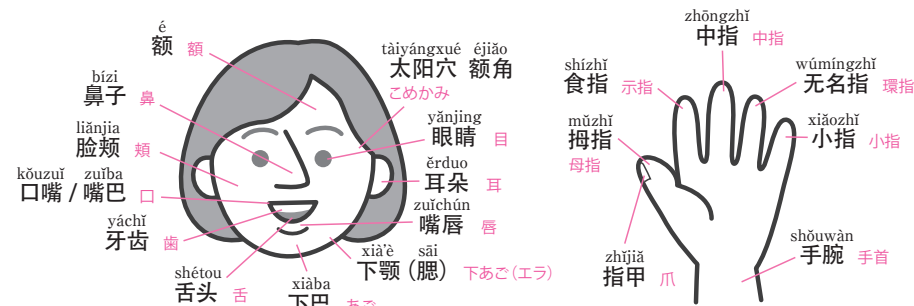 é
额 額
bízi
鼻子 鼻
liǎnjia
脸颊 頬
kǒuzuǐ zuǐba
口嘴 / 嘴巴 口
yáchǐ
牙齿 歯
shétou
舌头 舌
xiàba
下巴 あご
tàiyángxué éjiǎo
太阳穴 额角
こめかみ
yǎnjing
眼睛 目
ěrduo
耳朵 耳
zuǐchún
嘴唇 唇
xià'è sāi
下颚（腮） 下あご（エラ）
zhōngzhǐ
中指 中指
shízhǐ
食指 示指
mǔzhǐ
拇指
母指
wúmíngzhǐ
无名指 環指
xiǎozhǐ
小指 小指
zhǐjiǎ
指甲 爪
shǒuwàn
手腕 手首